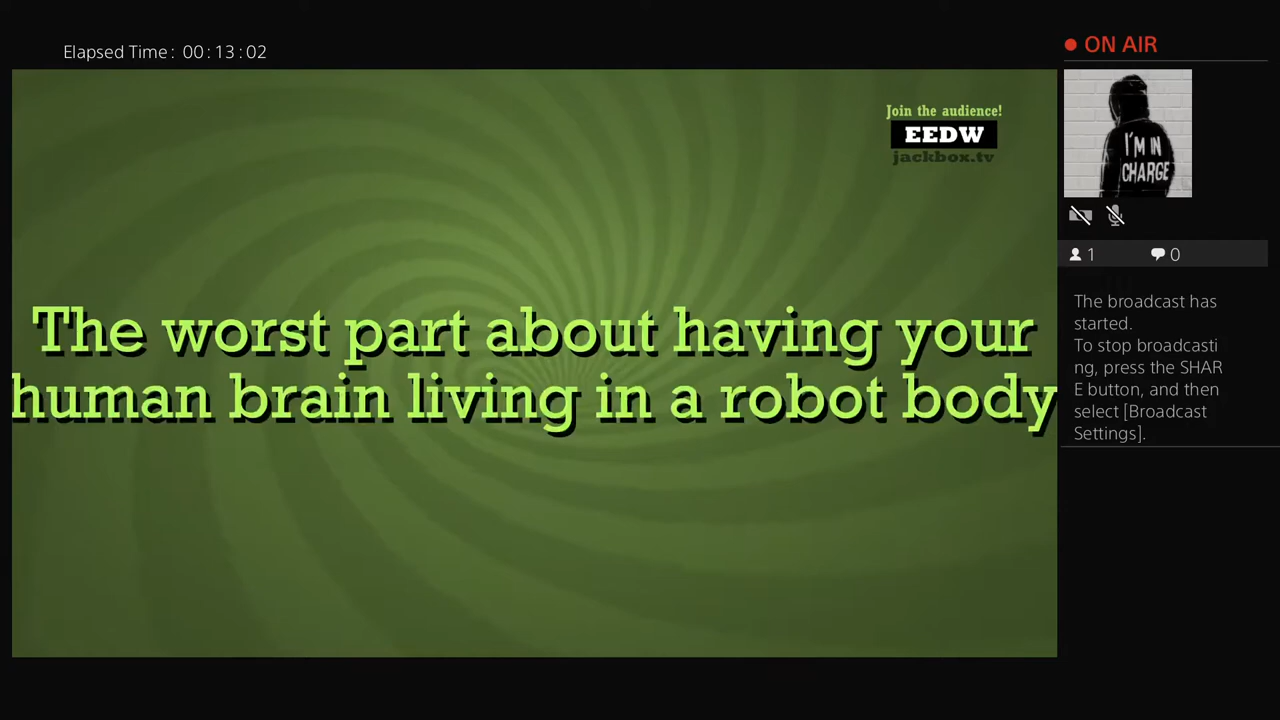 Elapsed Time: 00:13:02
ON AIR
Join the audience!
EEDW
jackbox.tv
I'M IN
CHARGE
1
0
The worst part about having your
human brain living in a robot body
The broadcast has
started.
To stop broadcasti
ng, press the SHAR
E button, and then
select [Broadcast
Settings].